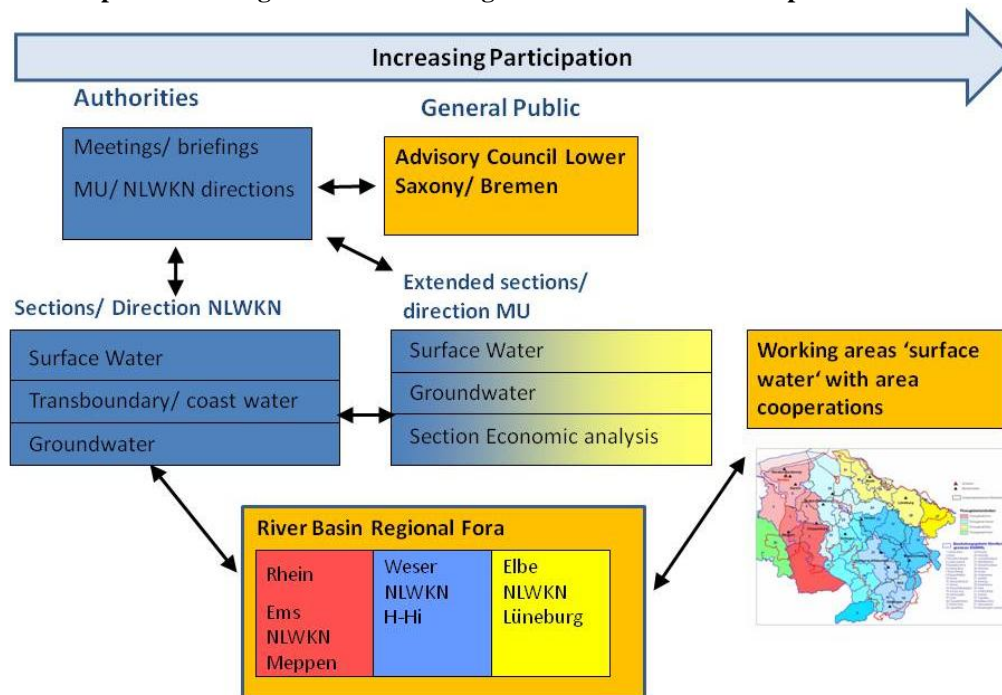 Increasing Participation
Authorities
General Public
Meetings/ briefings
MU/ NLWKN directions
Advisory Council Lower
Saxony/ Bremen
Sections/ Direction NLWKN
Extended sections/
direction MU
Surface Water
Transboundary/ coast water
Groundwater
Surface Water
Groundwater
Section Economic analysis
Working areas ‘surface
water‘ with area
cooperations
River Basin Regional Fora
Rhein
Ems
NLWKN
Meppen
Weser
NLWKN
H-Hi
Elbe
NLWKN
Lüneburg